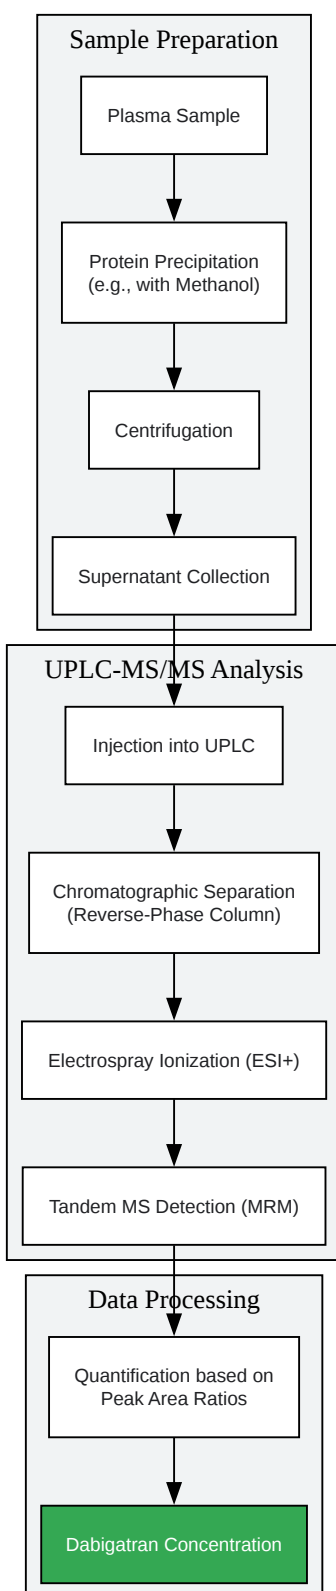 Sample Preparation
Plasma Sample
Protein Precipitation
(e.g., with Methanol)
Centrifugation
Supernatant Collection
UPLC-MS/MS Analysis
Injection into UPLC
Chromatographic Separation
(Reverse-Phase Column)
Electrospray Ionization (ESI+)
Tandem MS Detection (MRM)
Data Processing
Quantification based on
Peak Area Ratios
Dabigatran Concentration